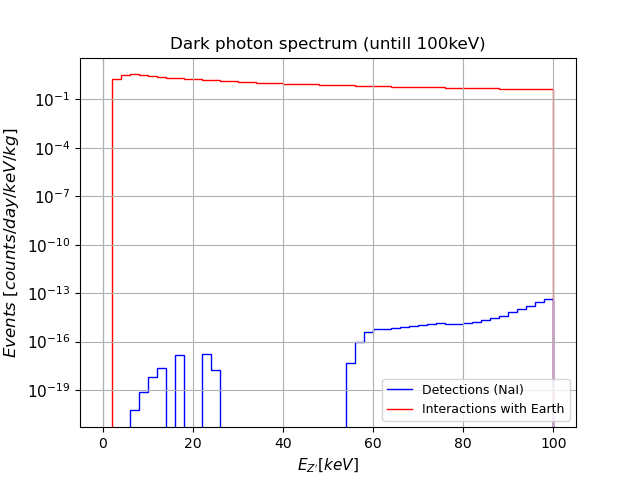 Dark photon spectrum (untill 100keV)
Events [counts/day/keV/kg]
10⁻¹
10⁻⁴
10⁻⁷
10⁻¹⁰
10⁻¹³
10⁻¹⁶
10⁻¹⁹
Detections (NaI)
Interactions with Earth
0 20 40 60 80 100
E_Z'[keV]